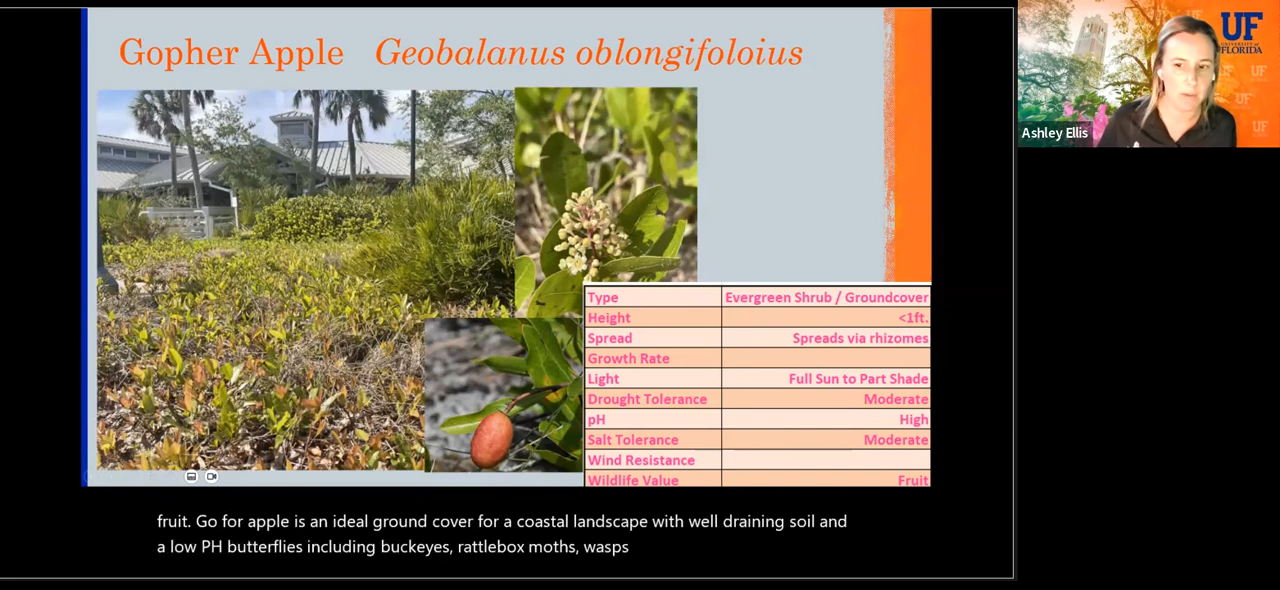 Gopher Apple Geobalanus oblongifoloius
UF
UNIVERSITY of
FLORIDA
Ashley Ellis
Type Evergreen Shrub / Groundcover
Height <1ft.
Spread Spreads via rhizomes
Growth Rate
Light Full Sun to Part Shade
Drought Tolerance Moderate
pH High
Salt Tolerance Moderate
Wind Resistance
Wildlife Value Fruit
fruit. Go for apple is an ideal ground cover for a coastal landscape with well draining soil and
a low PH butterflies including buckeyes, rattlebox moths, wasps